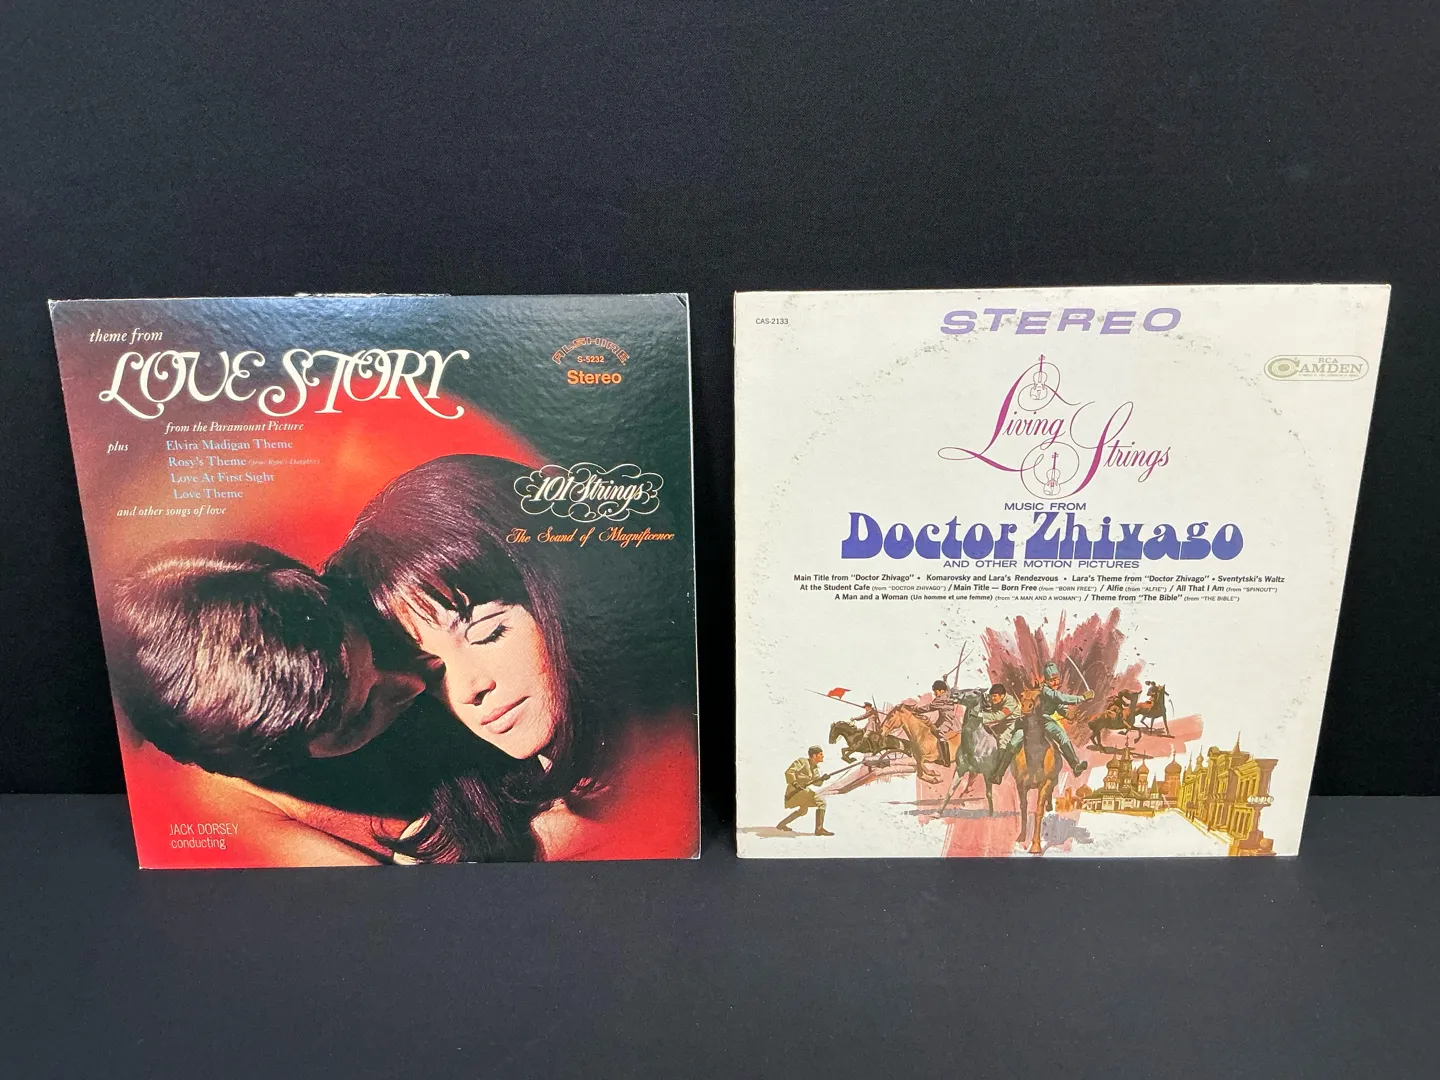 theme from
LOVE STORY
from the Paramount Picture
plus
Elvira Madigan Theme
Rosy's Theme (from Ryan's Daughter)
Love At First Sight
Love Theme
and other songs of love
ALSHIRE
S-5232
Stereo
101 Strings
The Sound of Magnificence
JACK DORSEY
conducting
CAS-2133
STEREO
RCA
CAMDEN
Living Strings
MUSIC FROM
Doctor Zhivago
AND OTHER MOTION PICTURES
Main Title from "Doctor Zhivago" • Komarovsky and Lara's Rendezvous • Lara's Theme from "Doctor Zhivago" • Sventytski's Waltz
At the Student Cafe (from "DOCTOR ZHIVAGO") / Main Title — Born Free (from "BORN FREE") / Alfie (from "ALFIE") / All That I Am (from "SPINOUT")
A Man and a Woman (Un homme et une femme) (from "A MAN AND A WOMAN") / Theme from "The Bible" (from "THE BIBLE")